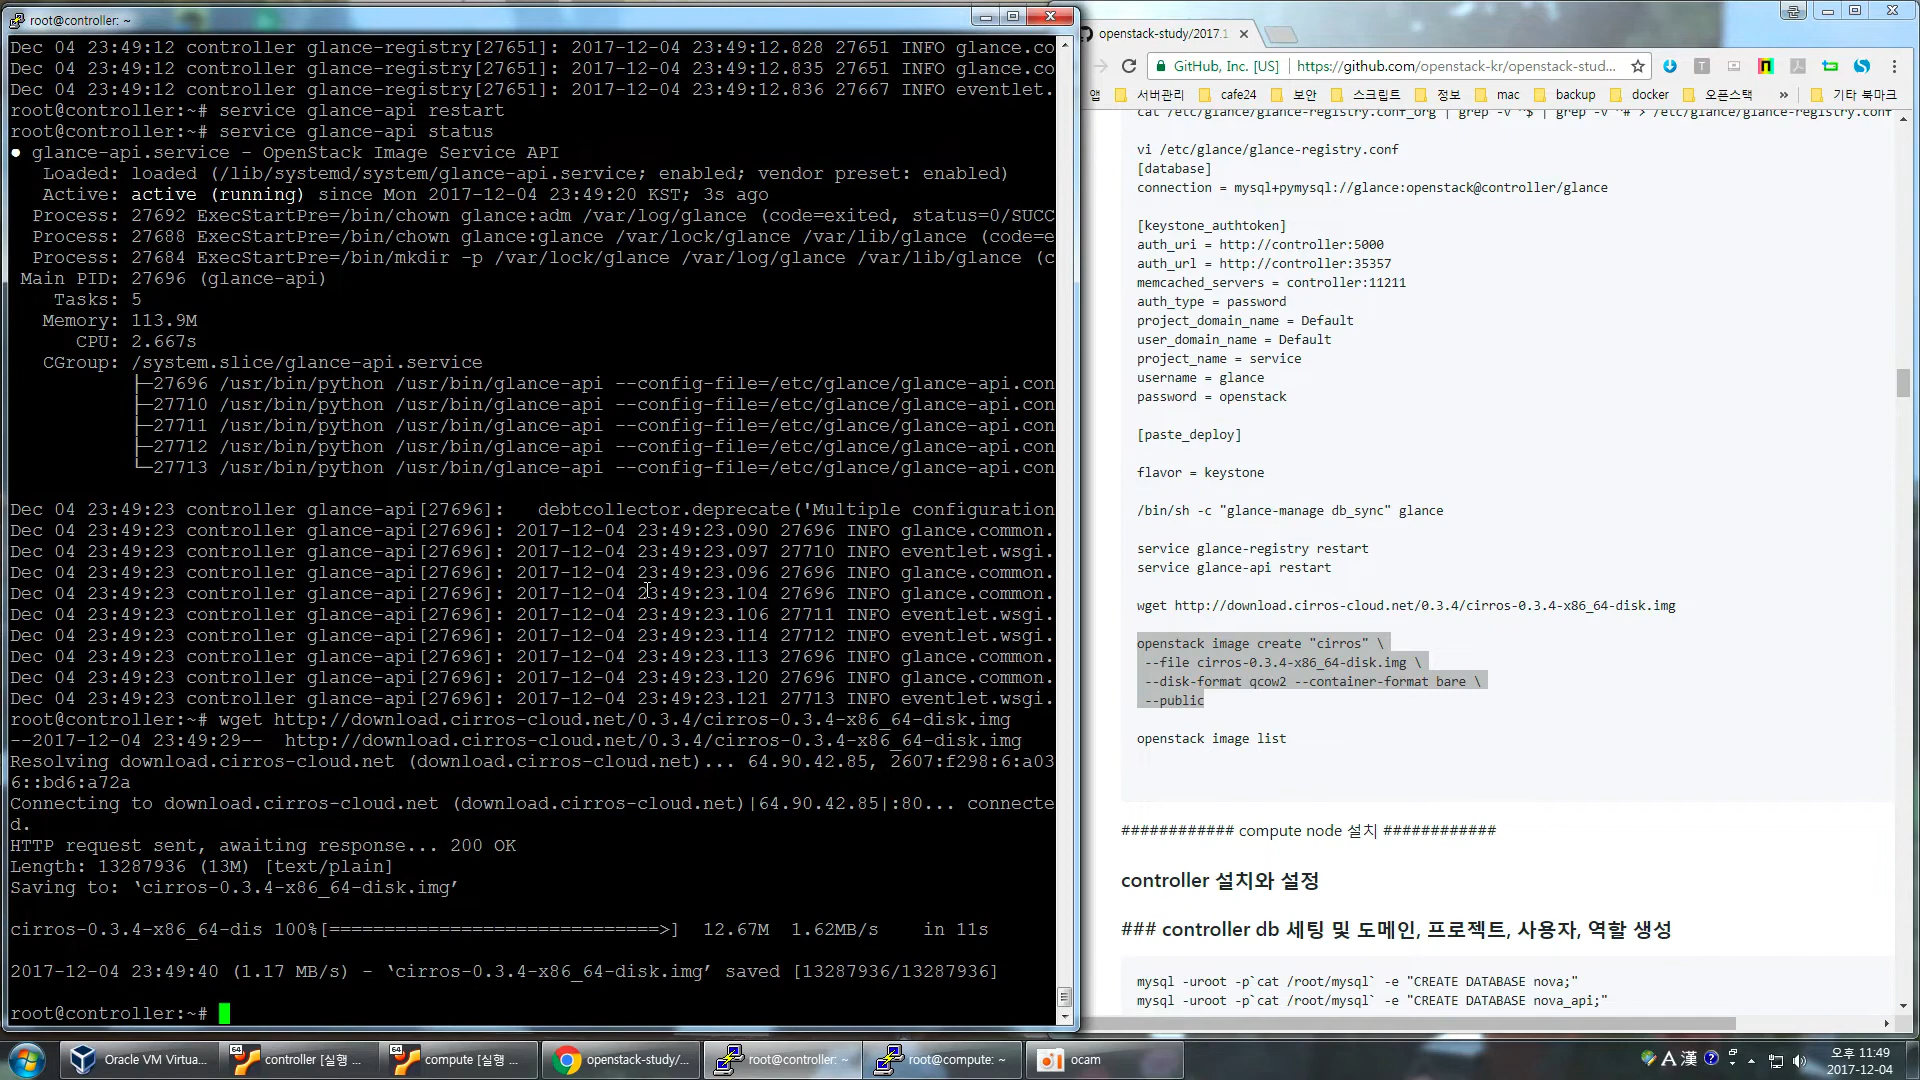 root@controller: ~
Dec 04 23:49:12 controller glance-registry[27651]: 2017-12-04 23:49:12.828 27651 INFO glance.co
Dec 04 23:49:12 controller glance-registry[27651]: 2017-12-04 23:49:12.835 27651 INFO glance.co
Dec 04 23:49:12 controller glance-registry[27651]: 2017-12-04 23:49:12.836 27667 INFO eventlet.
root@controller:~# service glance-api restart
root@controller:~# service glance-api status
● glance-api.service - OpenStack Image Service API
Loaded: loaded (/lib/systemd/system/glance-api.service; enabled; vendor preset: enabled)
Active: active (running) since Mon 2017-12-04 23:49:20 KST; 3s ago
Process: 27692 ExecStartPre=/bin/chown glance:adm /var/log/glance (code=exited, status=0/SUCC
Process: 27688 ExecStartPre=/bin/chown glance:glance /var/lock/glance /var/lib/glance (code=e
Process: 27684 ExecStartPre=/bin/mkdir -p /var/lock/glance /var/log/glance /var/lib/glance (c
Main PID: 27696 (glance-api)
Tasks: 5
Memory: 113.9M
CPU: 2.667s
CGroup: /system.slice/glance-api.service
├─27696 /usr/bin/python /usr/bin/glance-api --config-file=/etc/glance/glance-api.con
├─27710 /usr/bin/python /usr/bin/glance-api --config-file=/etc/glance/glance-api.con
├─27711 /usr/bin/python /usr/bin/glance-api --config-file=/etc/glance/glance-api.con
├─27712 /usr/bin/python /usr/bin/glance-api --config-file=/etc/glance/glance-api.con
└─27713 /usr/bin/python /usr/bin/glance-api --config-file=/etc/glance/glance-api.con
Dec 04 23:49:23 controller glance-api[27696]:   debtcollector.deprecate('Multiple configuration
Dec 04 23:49:23 controller glance-api[27696]: 2017-12-04 23:49:23.090 27696 INFO glance.common.
Dec 04 23:49:23 controller glance-api[27696]: 2017-12-04 23:49:23.097 27710 INFO eventlet.wsgi.
Dec 04 23:49:23 controller glance-api[27696]: 2017-12-04 23:49:23.096 27696 INFO glance.common.
Dec 04 23:49:23 controller glance-api[27696]: 2017-12-04 23:49:23.104 27696 INFO glance.common.
Dec 04 23:49:23 controller glance-api[27696]: 2017-12-04 23:49:23.106 27711 INFO eventlet.wsgi.
Dec 04 23:49:23 controller glance-api[27696]: 2017-12-04 23:49:23.114 27712 INFO eventlet.wsgi.
Dec 04 23:49:23 controller glance-api[27696]: 2017-12-04 23:49:23.113 27696 INFO glance.common.
Dec 04 23:49:23 controller glance-api[27696]: 2017-12-04 23:49:23.120 27696 INFO glance.common.
Dec 04 23:49:23 controller glance-api[27696]: 2017-12-04 23:49:23.121 27713 INFO eventlet.wsgi.
root@controller:~# wget http://download.cirros-cloud.net/0.3.4/cirros-0.3.4-x86_64-disk.img
--2017-12-04 23:49:29--  http://download.cirros-cloud.net/0.3.4/cirros-0.3.4-x86_64-disk.img
Resolving download.cirros-cloud.net (download.cirros-cloud.net)... 64.90.42.85, 2607:f298:6:a03
6::bd6:a72a
Connecting to download.cirros-cloud.net (download.cirros-cloud.net)|64.90.42.85|:80... connecte
d.
HTTP request sent, awaiting response... 200 OK
Length: 13287936 (13M) [text/plain]
Saving to: ‘cirros-0.3.4-x86_64-disk.img’
cirros-0.3.4-x86_64-dis 100%[==============================>]  12.67M  1.62MB/s    in 11s
2017-12-04 23:49:40 (1.17 MB/s) - ‘cirros-0.3.4-x86_64-disk.img’ saved [13287936/13287936]
root@controller:~#
openstack-study/2017.1
GitHub, Inc. [US] | https://github.com/openstack-kr/openstack-stud...
앱 서버관리 cafe24 보안 스크립트 정보 mac backup docker 오픈스택 » 기타 북마크
cat /etc/glance/glance-registry.conf_org | grep -v ^$ | grep -v ^# > /etc/glance/glance-registry.conf
vi /etc/glance/glance-registry.conf
[database]
connection = mysql+pymysql://glance:openstack@controller/glance
[keystone_authtoken]
auth_uri = http://controller:5000
auth_url = http://controller:35357
memcached_servers = controller:11211
auth_type = password
project_domain_name = Default
user_domain_name = Default
project_name = service
username = glance
password = openstack
[paste_deploy]
flavor = keystone
/bin/sh -c "glance-manage db_sync" glance
service glance-registry restart
service glance-api restart
wget http://download.cirros-cloud.net/0.3.4/cirros-0.3.4-x86_64-disk.img
openstack image create "cirros" \
--file cirros-0.3.4-x86_64-disk.img \
--disk-format qcow2 --container-format bare \
--public
openstack image list
############ compute node 설치 ############
controller 설치와 설정
### controller db 세팅 및 도메인, 프로젝트, 사용자, 역할 생성
mysql -uroot -p`cat /root/mysql` -e "CREATE DATABASE nova;"
mysql -uroot -p`cat /root/mysql` -e "CREATE DATABASE nova_api;"
Oracle VM Virtua...
controller [실행 ...
compute [실행 ...
openstack-study/...
root@controller: ~
root@compute: ~
ocam
A 漢
오후 11:49
2017-12-04